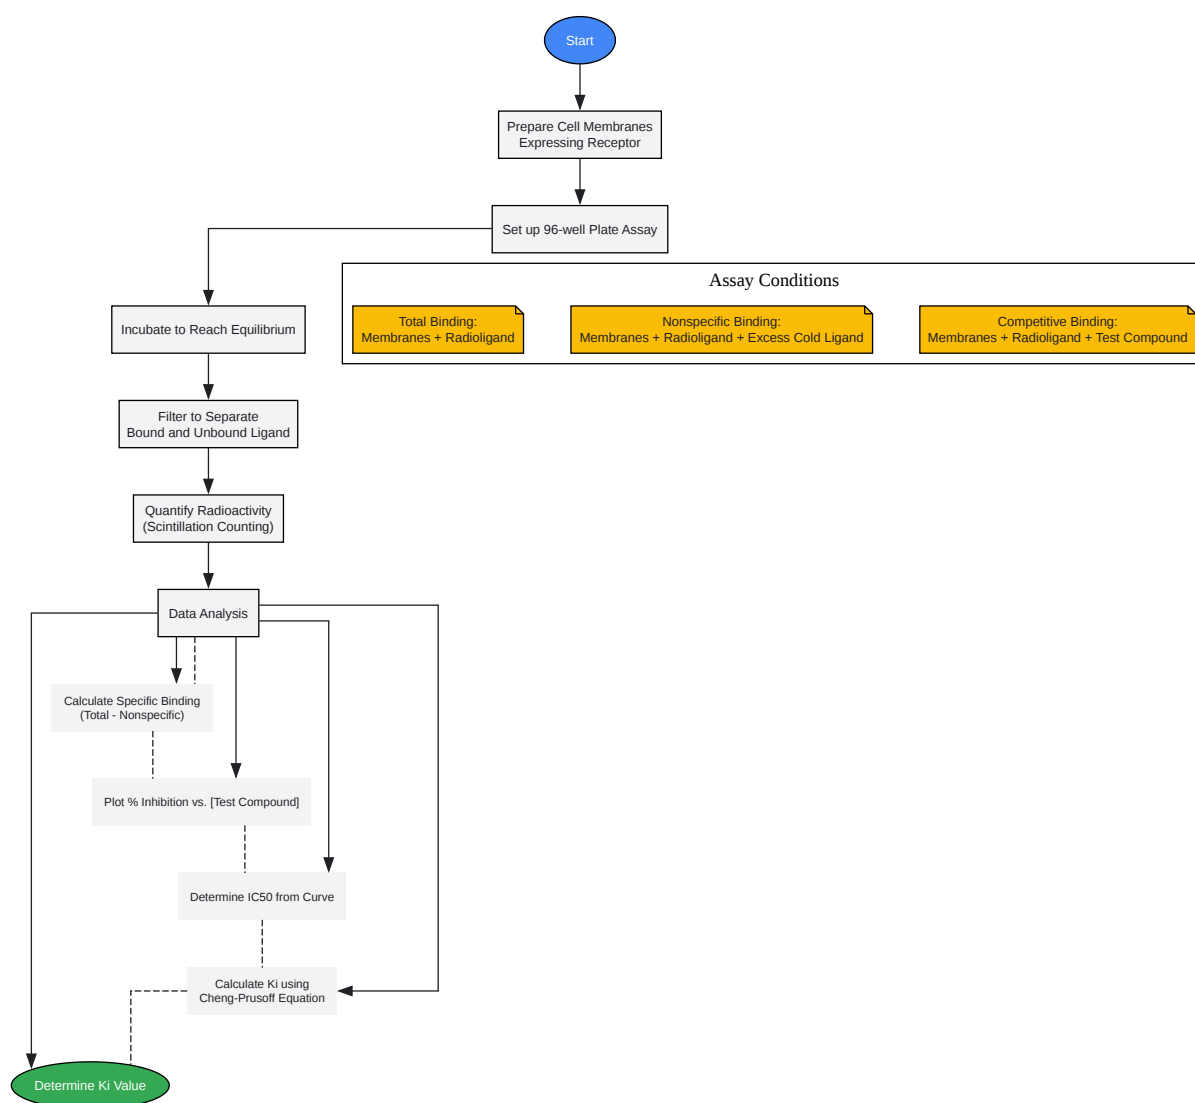 Start
Prepare Cell Membranes
Expressing Receptor
Set up 96-well Plate Assay
Assay Conditions
Total Binding:
Membranes + Radioligand
Nonspecific Binding:
Membranes + Radioligand + Excess Cold Ligand
Competitive Binding:
Membranes + Radioligand + Test Compound
Incubate to Reach Equilibrium
Filter to Separate
Bound and Unbound Ligand
Quantify Radioactivity
(Scintillation Counting)
Data Analysis
Calculate Specific Binding
(Total - Nonspecific)
Plot % Inhibition vs. [Test Compound]
Determine IC50 from Curve
Calculate Ki using
Cheng-Prusoff Equation
Determine Ki Value